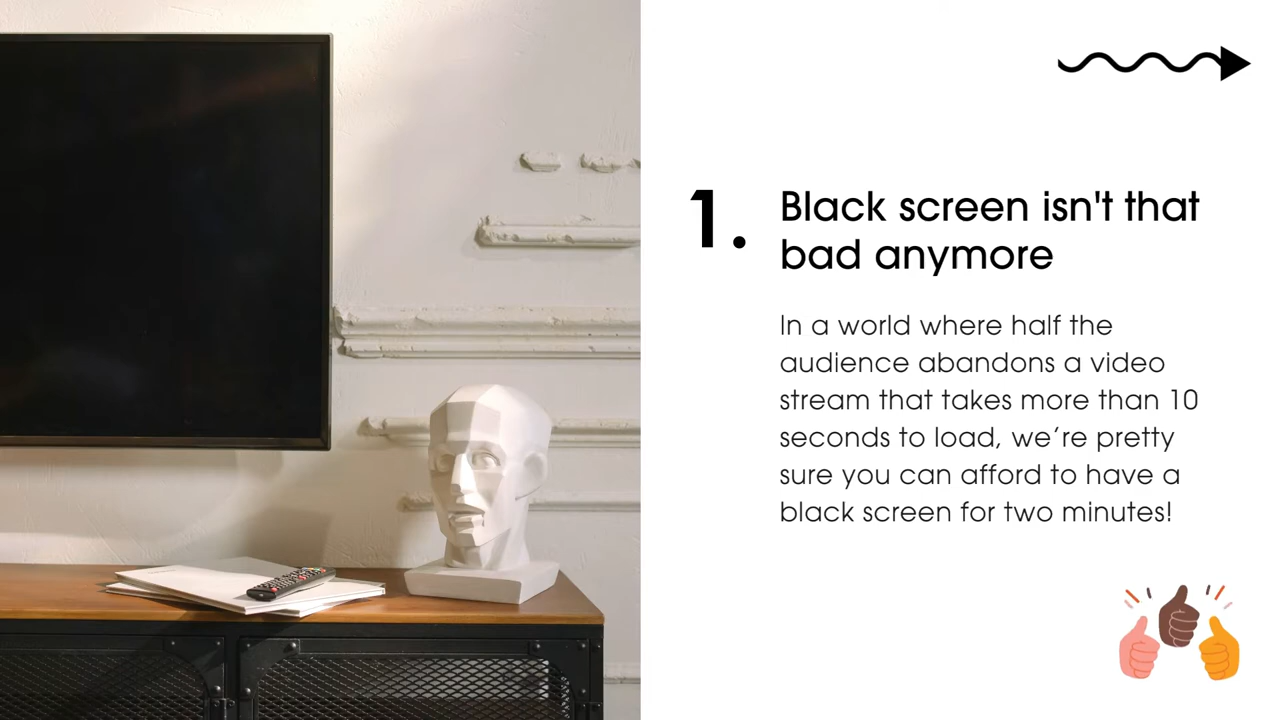 1.
Black screen isn't that
bad anymore
In a world where half the
audience abandons a video
stream that takes more than 10
seconds to load, we’re pretty
sure you can afford to have a
black screen for two minutes!